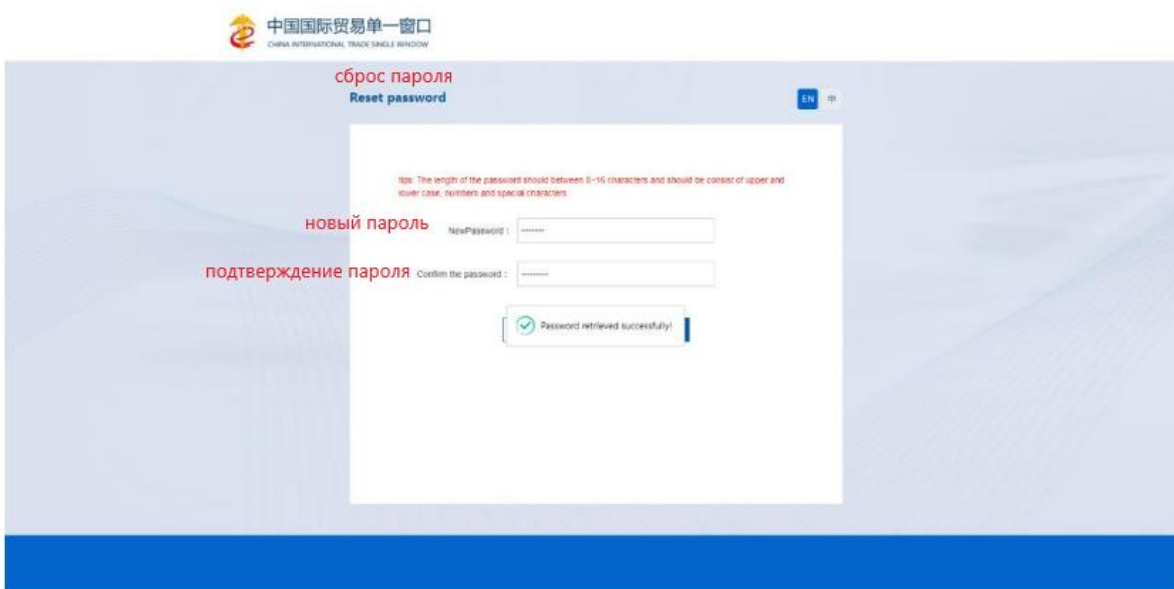 中国国际贸易单一窗口
CHINA INTERNATIONAL TRADE SINGLE WINDOW
сброс пароля
Reset password
EN 中
tips: The length of the password should between 8~16 characters and should be consist of upper and
lower case, numbers and special characters
новый пароль NewPassword :
подтверждение пароля Confirm the password :
Password retrieved successfully!